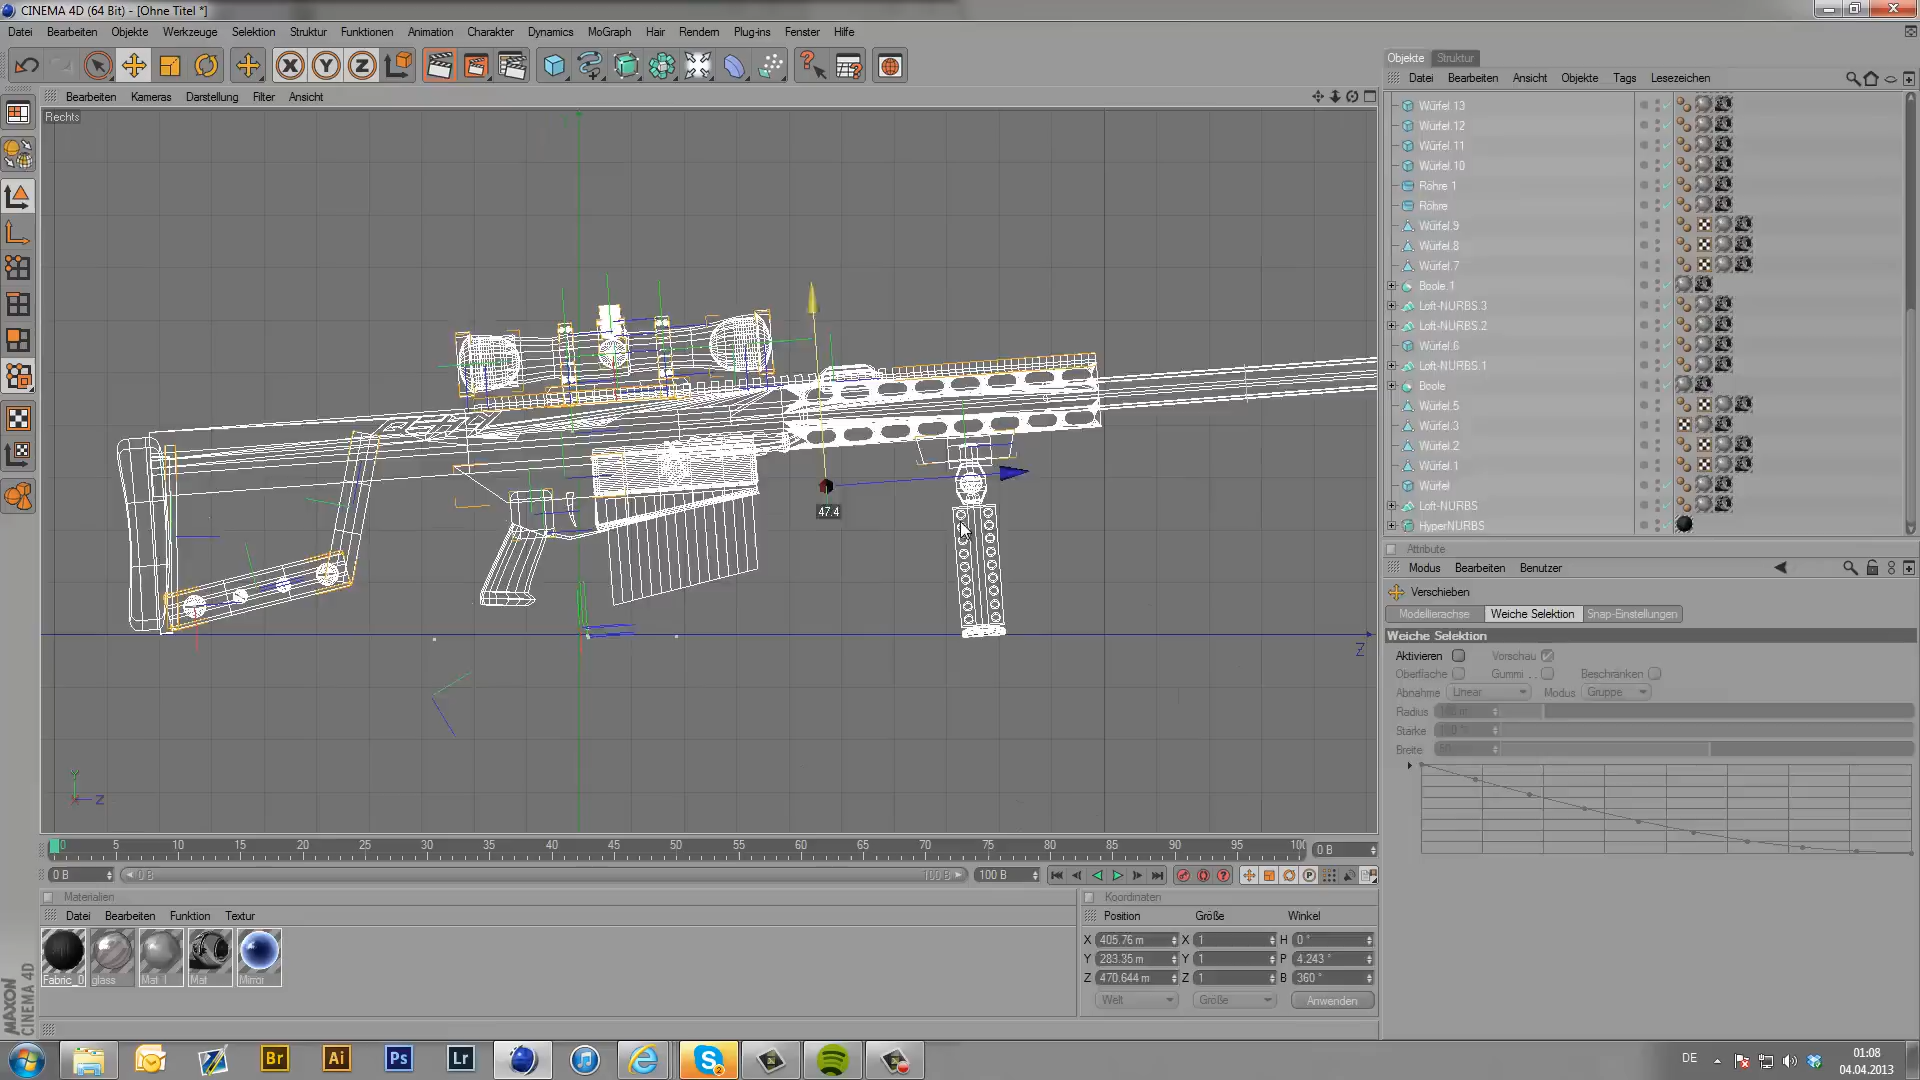 CINEMA 4D (64 Bit) - [Ohne Titel *]
Datei Bearbeiten Objekte Werkzeuge Selektion Struktur Funktionen Animation Charakter Dynamics MoGraph Hair Rendern Plug-ins Fenster Hilfe
Bearbeiten Kameras Darstellung Filter Ansicht
Rechts
Y
47.4
Z
Y
X Z
Objekte Struktur
Datei Bearbeiten Ansicht Objekte Tags Lesezeichen
Würfel.13
Würfel.12
Würfel.11
Würfel.10
Röhre 1
Röhre
Würfel.9
Würfel.8
Würfel.7
Boole.1
Loft-NURBS.3
Loft-NURBS.2
Würfel.6
Loft-NURBS.1
Boole
Würfel.5
Würfel.3
Würfel.2
Würfel.1
Würfel
Loft-NURBS
HyperNURBS
Attribute
Modus Bearbeiten Benutzer
Verschieben
Modellierachse Weiche Selektion Snap-Einstellungen
Weiche Selektion
Aktivieren Vorschau
Oberfläche Gummi . . Beschränken
Abnahme Linear Modus Gruppe
Radius
Stärke
Breite
0 5 10 15 20 25 30 35 40 45 50 55 60 65 70 75 80 85 90 95 100
0 B
0 B 0 B 100 B 100 B
Materialien
Datei Bearbeiten Funktion Textur
Fabric_0 glass Mat 1 Mat Mirror
Koordinaten
Position Größe Winkel
X 405.76 m X 1 H 0 °
Y 283.35 m Y 1 P 4.243 °
Z 470.644 m Z 1 B 360 °
Welt Größe Anwenden
MAXON
CINEMA 4D
Br Ai Ps Lr S 2
DE
01:08
04.04.2013